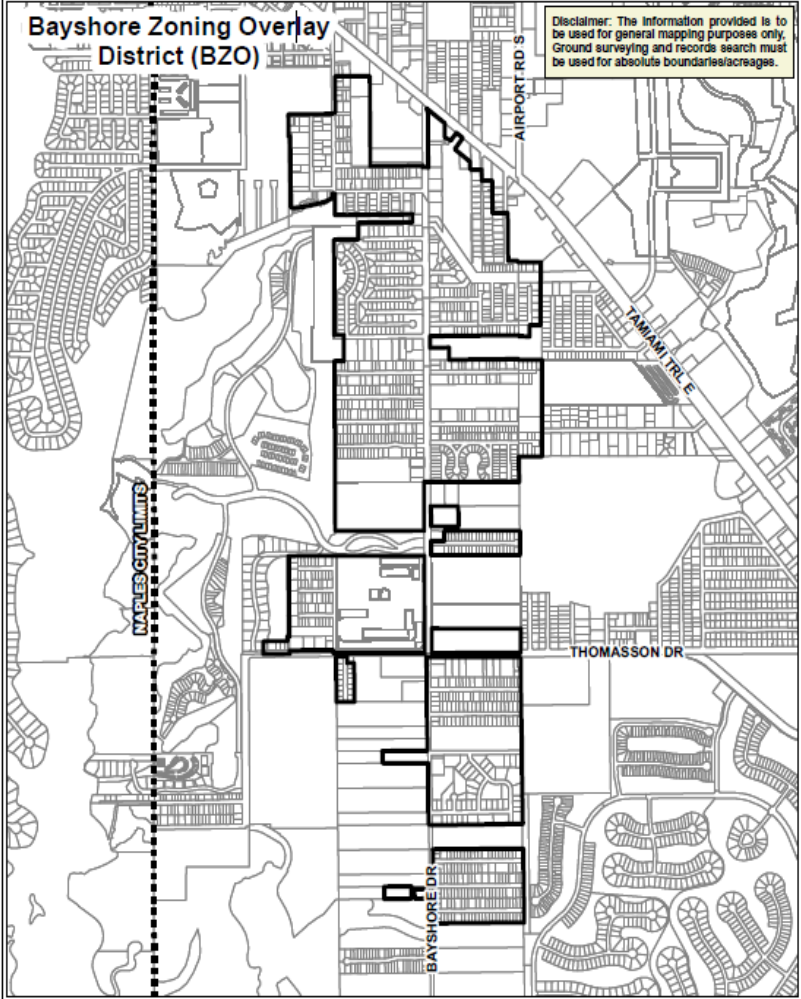 Bayshore Zoning Overlay
District (BZO)
Disclaimer: The information provided is to
be used for general mapping purposes only,
Ground surveying and records search must
be used for absolute boundaries/acreages.
AIRPORT RD S
TAMIAMI TRL E
NAPLES CITY LIMITS
THOMASSON DR
BAYSHORE DR